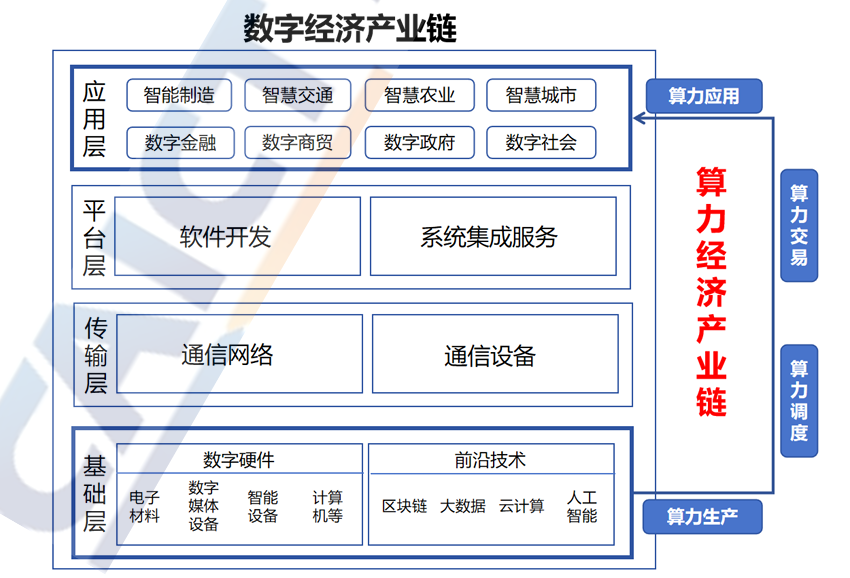 数字经济产业链
应用层
智能制造
智慧交通
智慧农业
智慧城市
数字金融
数字商贸
数字政府
数字社会
平台层
软件开发
系统集成服务
传输层
通信网络
通信设备
基础层
数字硬件
电子
材料
数字
媒体
设备
智能
设备
计算
机等
前沿技术
区块链
大数据
云计算
人工
智能
算力应用
算力交易
算力经济产业链
算力调度
算力生产
CAICT